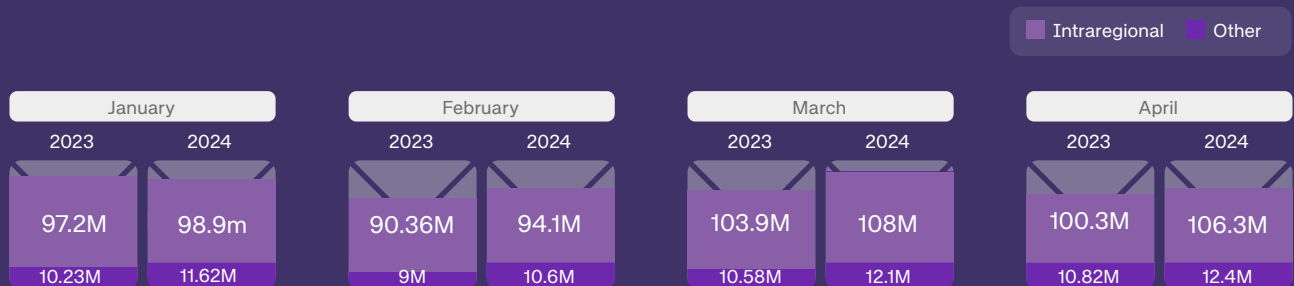 Intraregional Other
January February March April
2023 2024 2023 2024 2023 2024 2023 2024
97.2M 98.9m 90.36M 94.1M 103.9M 108M 100.3M 106.3M
10.23M 11.62M 9M 10.6M 10.58M 12.1M 10.82M 12.4M